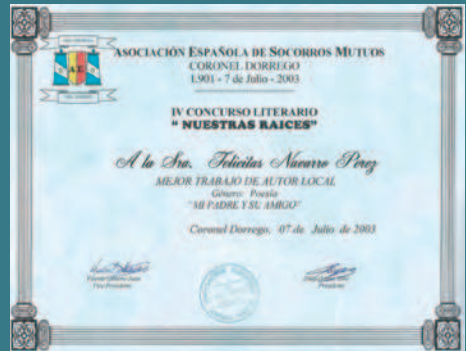 ASOCIACIÓN ESPAÑOLA DE SOCORROS MUTUOS
CORONEL DORREGO
1.901 - 7 de Julio - 2003
IV CONCURSO LITERARIO
“ NUESTRAS RAICES”
A la Sra. Felicitas Navarro Pérez
MEJOR TRABAJO DE AUTOR LOCAL
Género: Poesía
“MI PADRE Y SU AMIGO”
Coronel Dorrego, 07 de Julio de 2003
Vice Presidente
Presidente